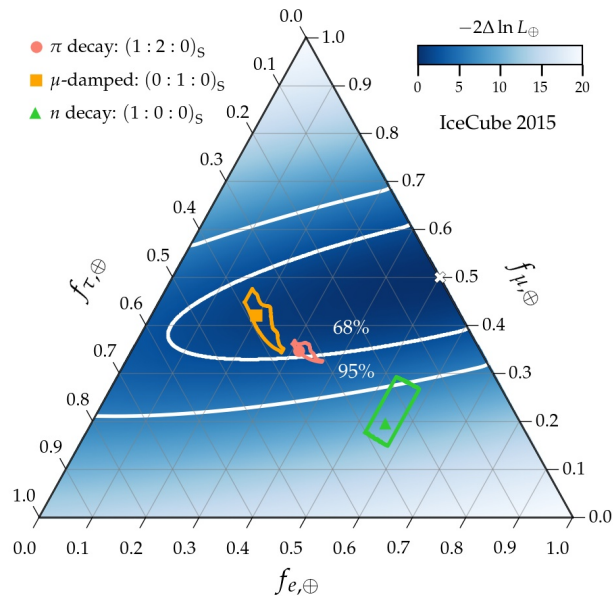 π decay: (1 : 2 : 0)S
μ-damped: (0 : 1 : 0)S
n decay: (1 : 0 : 0)S
−2Δ ln L⊕
0 5 10 15 20
IceCube 2015
0.0
0.1
0.2
0.3
0.4
0.5
0.6
0.7
0.8
0.9
1.0
fτ,⊕
1.0
0.9
0.8
0.7
0.6
0.5
0.4
0.3
0.2
0.1
0.0
fμ,⊕
68%
95%
0.0 0.1 0.2 0.3 0.4 0.5 0.6 0.7 0.8 0.9 1.0
fe,⊕